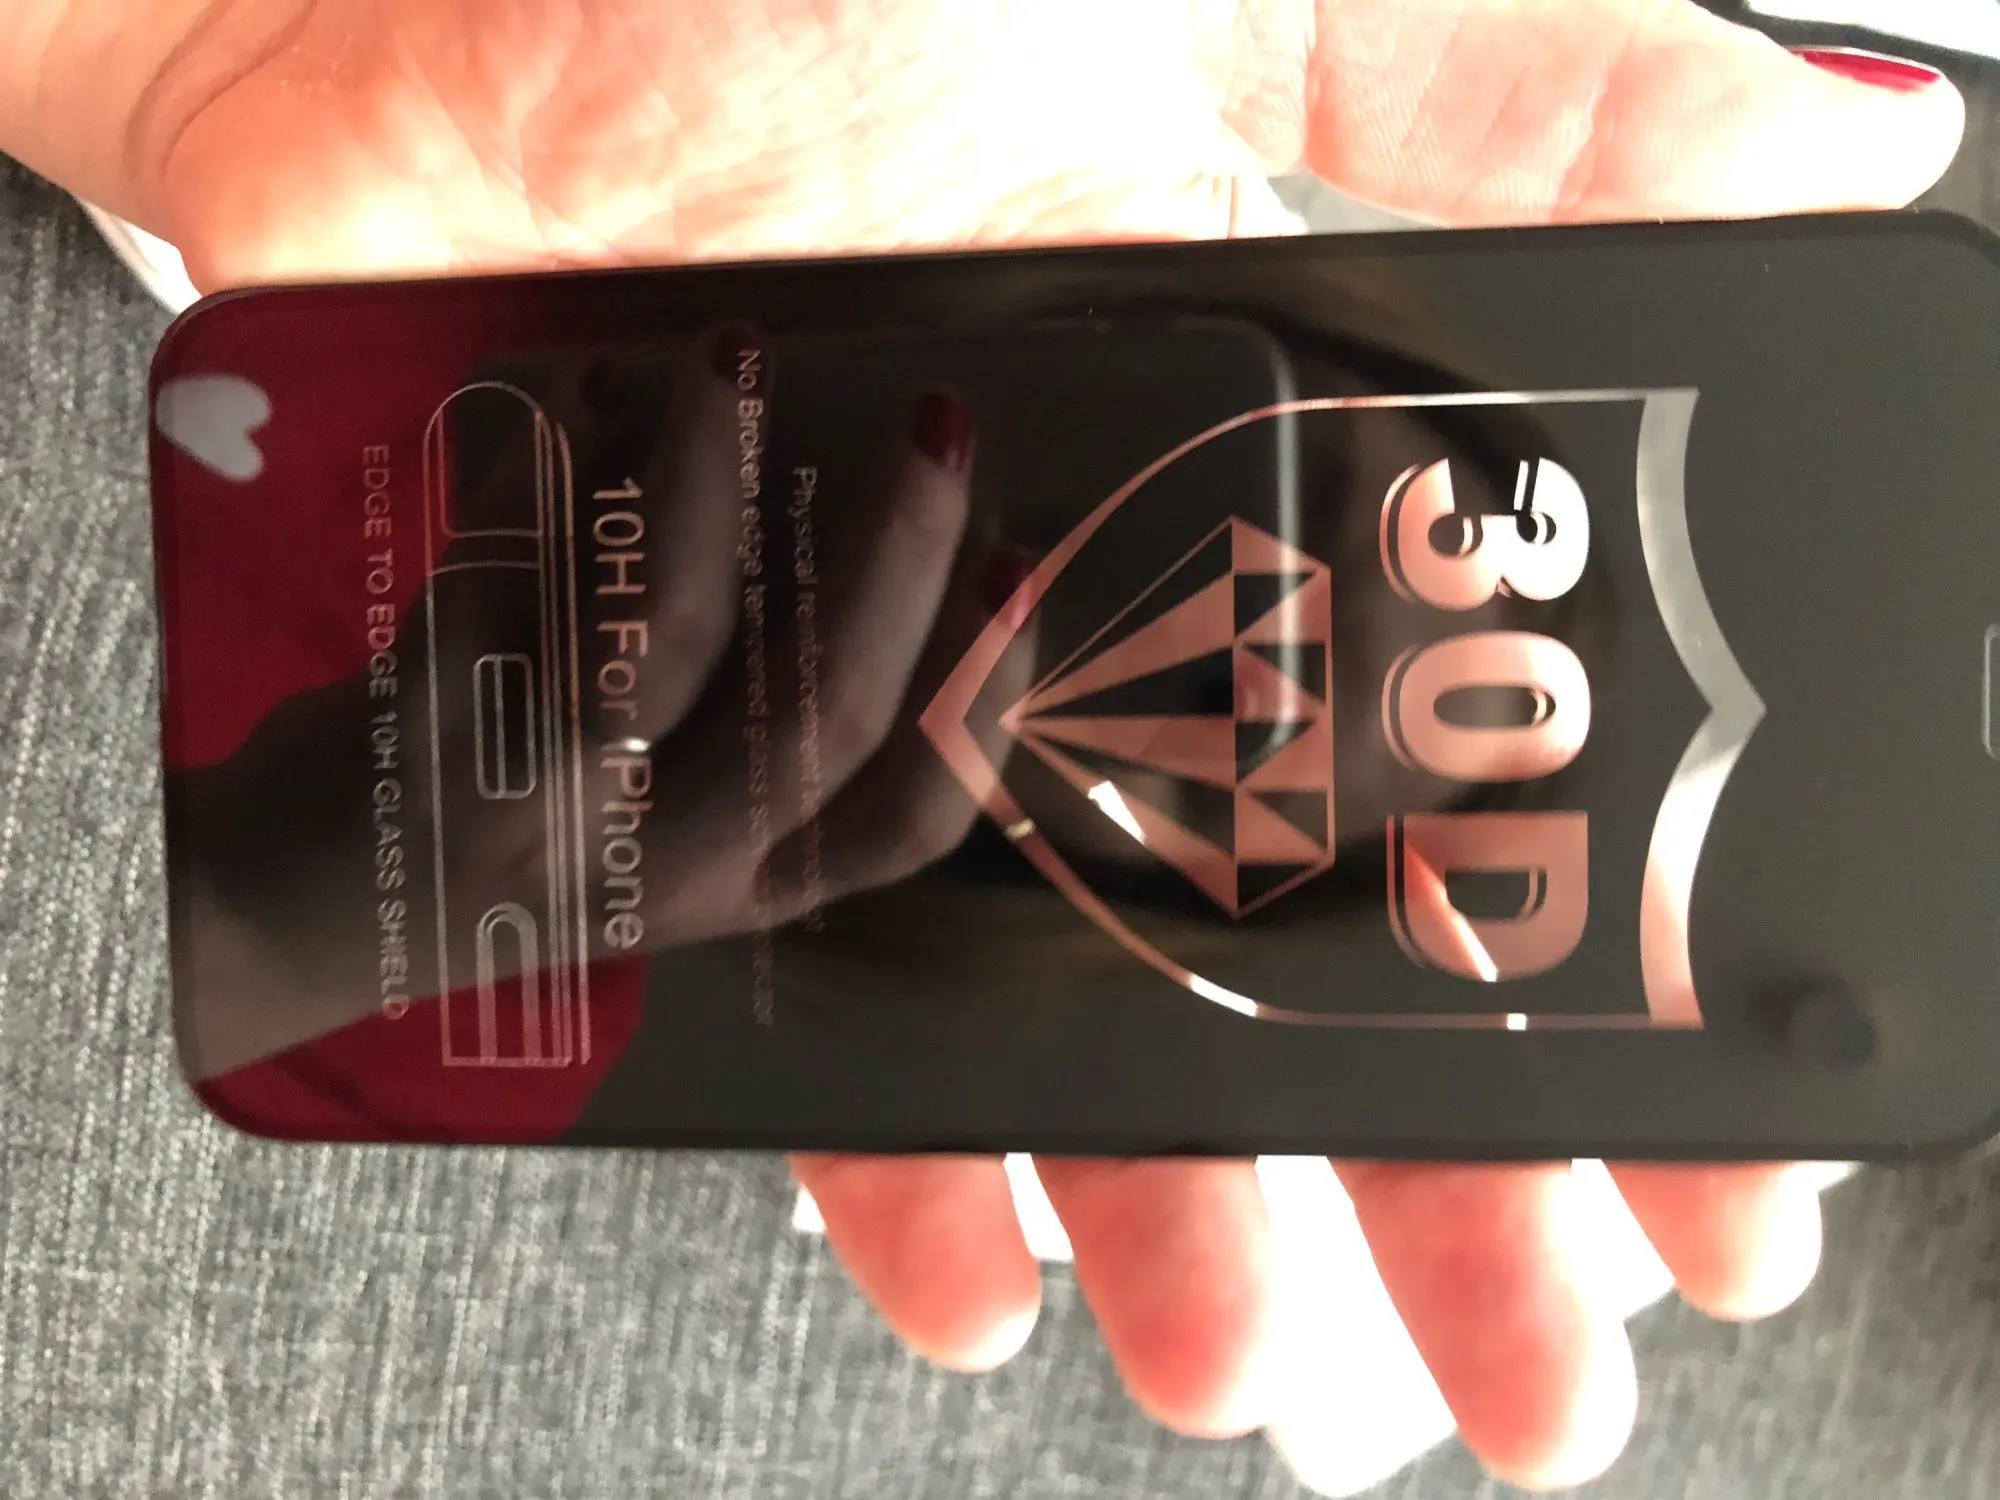 30D
Physical reinforcement
No Broken edge tempered glass
10H For iPhone
EDGE TO EDGE 10H GLASS SHIELD